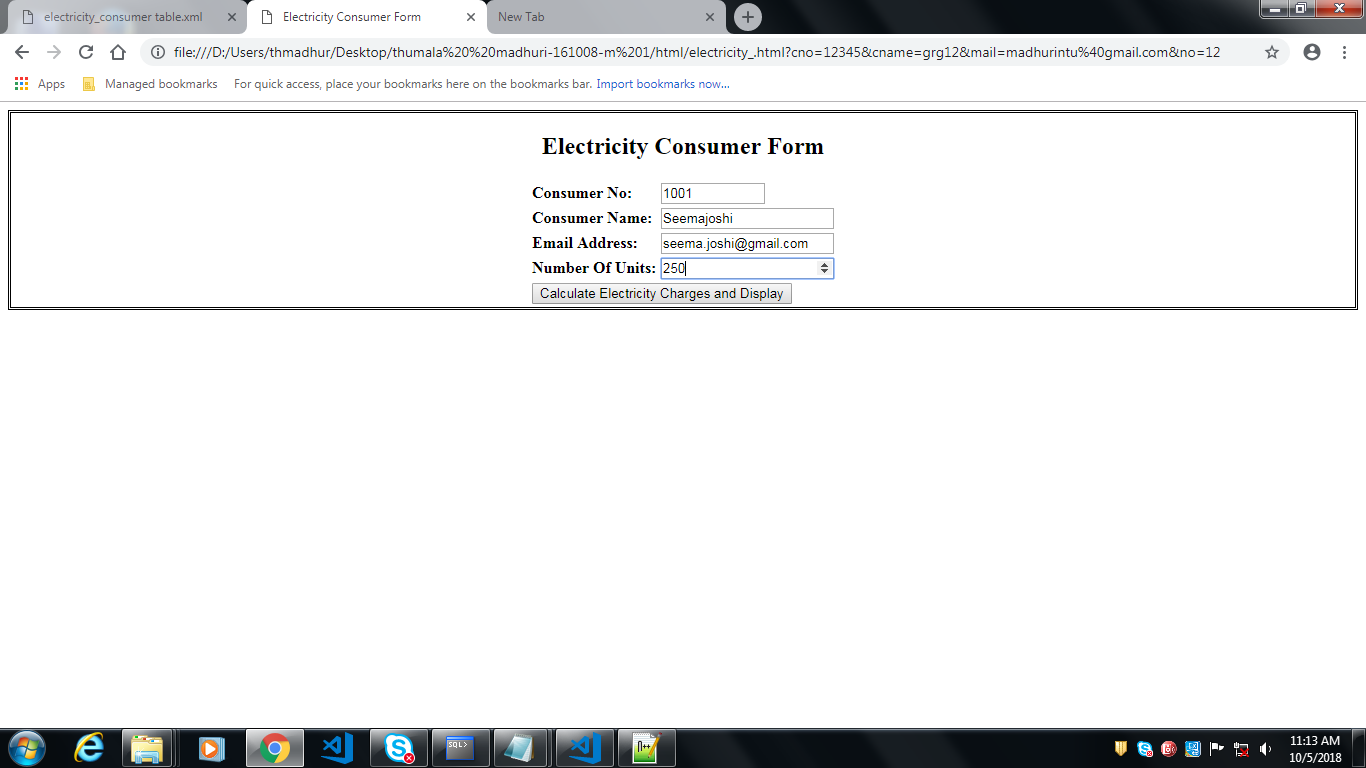 electricity_consumer table.xml
Electricity Consumer Form
New Tab
file:///D:/Users/thmadhur/Desktop/thumala%20%20madhuri-161008-m%201/html/electricity_.html?cno=12345&cname=grg12&mail=madhurintu%40gmail.com&no=12
Apps Managed bookmarks For quick access, place your bookmarks here on the bookmarks bar. Import bookmarks now...
Electricity Consumer Form
Consumer No: 1001
Consumer Name: Seemajoshi
Email Address: seema.joshi@gmail.com
Number Of Units: 250
Calculate Electricity Charges and Display
SQL>
11:13 AM
10/5/2018